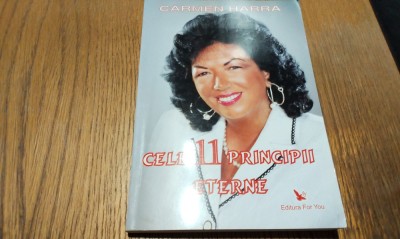 CARMEN HARRA
CELE 11 PRINCIPII
ETERNE
Editura For You